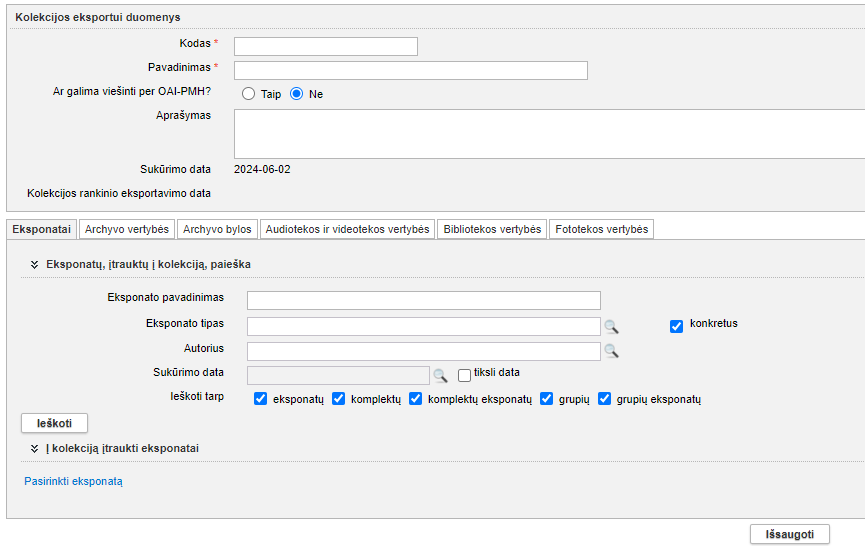 Kolekcijos eksportui duomenys
Kodas *
Pavadinimas *
Ar galima viešinti per OAI-PMH? Taip Ne
Aprašymas
Sukūrimo data 2024-06-02
Kolekcijos rankinio eksportavimo data
Eksponatai Archyvo vertybės Archyvo bylos Audiotekos ir videotekos vertybės Bibliotekos vertybės Fototekos vertybės
Eksponatų, įtrauktų į kolekciją, paieška
Eksponato pavadinimas
Eksponato tipas konkretus
Autorius
Sukūrimo data tiksli data
Ieškoti tarp eksponatų komplektų komplektų eksponatų grupių grupių eksponatų
Ieškoti
Į kolekciją įtraukti eksponatai
Pasirinkti eksponatą
Išsaugoti